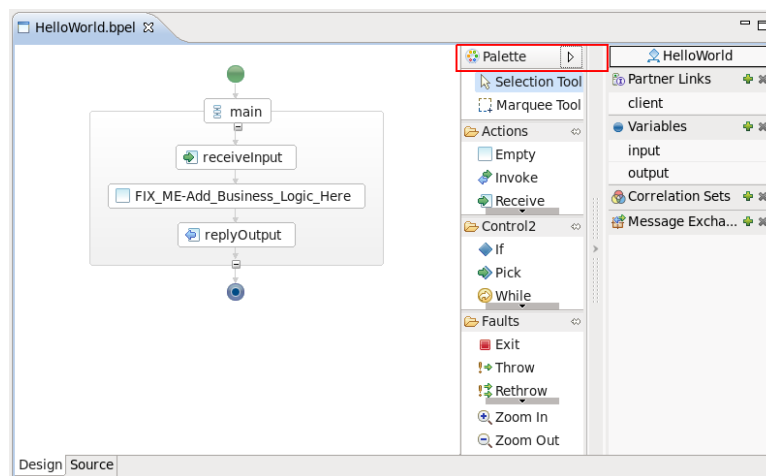 HelloWorld.bpel
main
receiveInput
FIX_ME-Add_Business_Logic_Here
replyOutput
Palette
Selection Tool
Marquee Tool
Actions
Empty
Invoke
Receive
Control2
If
Pick
While
Faults
Exit
Throw
Rethrow
Zoom In
Zoom Out
HelloWorld
Partner Links
client
Variables
input
output
Correlation Sets
Message Excha...
Design
Source